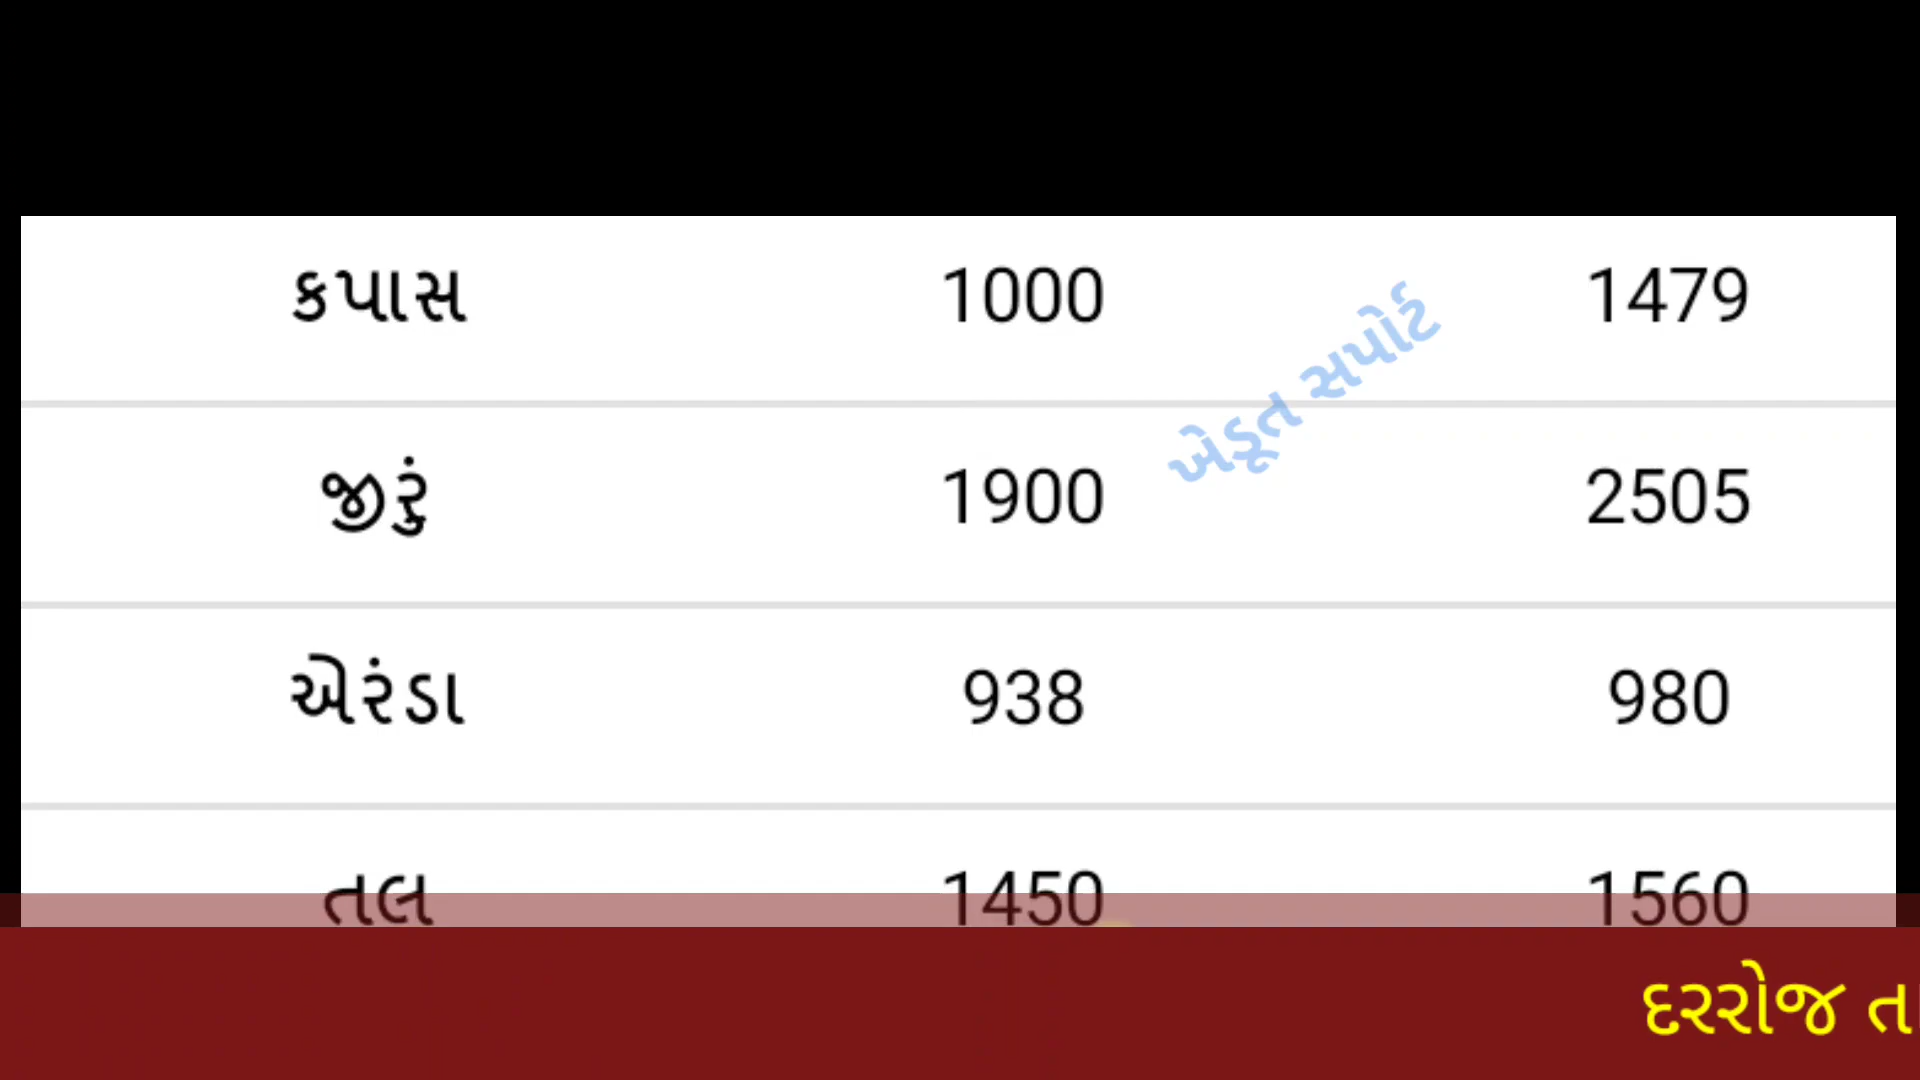 કપાસ 1000 1479
ખેડૂત સપોર્ટ
જીરું 1900 2505
એરંડા 938 980
તલ 1450 1560
દરરોજ